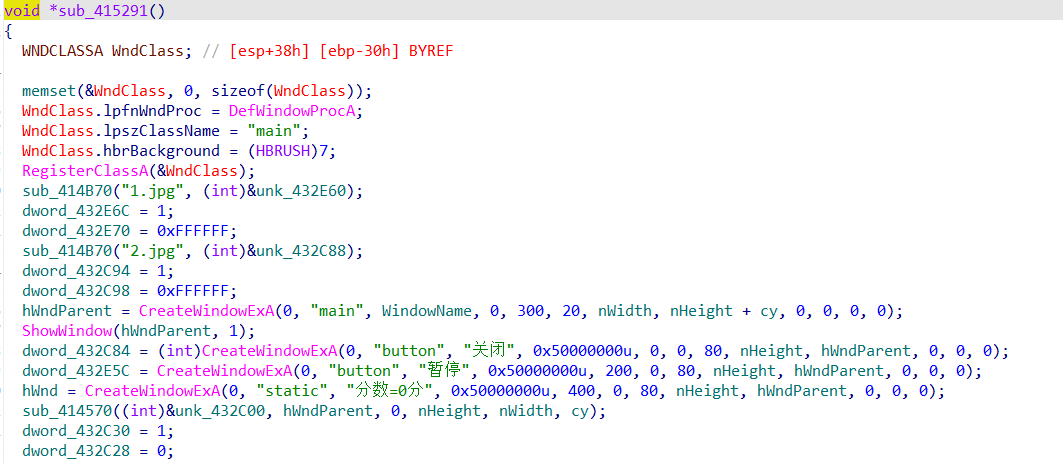 void *sub_415291()
{
WNDCLASSA WndClass; // [esp+38h] [ebp-30h] BYREF
memset(&WndClass, 0, sizeof(WndClass));
WndClass.lpfnWndProc = DefWindowProcA;
WndClass.lpszClassName = "main";
WndClass.hbrBackground = (HBRUSH)7;
RegisterClassA(&WndClass);
sub_414B70("1.jpg", (int)&unk_432E60);
dword_432E6C = 1;
dword_432E70 = 0xFFFFFF;
sub_414B70("2.jpg", (int)&unk_432C88);
dword_432C94 = 1;
dword_432C98 = 0xFFFFFF;
hWndParent = CreateWindowExA(0, "main", WindowName, 0, 300, 20, nWidth, nHeight + cy, 0, 0, 0, 0);
ShowWindow(hWndParent, 1);
dword_432C84 = (int)CreateWindowExA(0, "button", "关闭", 0x50000000u, 0, 0, 80, nHeight, hWndParent, 0, 0, 0);
dword_432E5C = CreateWindowExA(0, "button", "暂停", 0x50000000u, 200, 0, 80, nHeight, hWndParent, 0, 0, 0);
hWnd = CreateWindowExA(0, "static", "分数=0分", 0x50000000u, 400, 0, 80, nHeight, hWndParent, 0, 0, 0);
sub_414570((int)&unk_432C00, hWndParent, 0, nHeight, nWidth, cy);
dword_432C30 = 1;
dword_432C28 = 0;